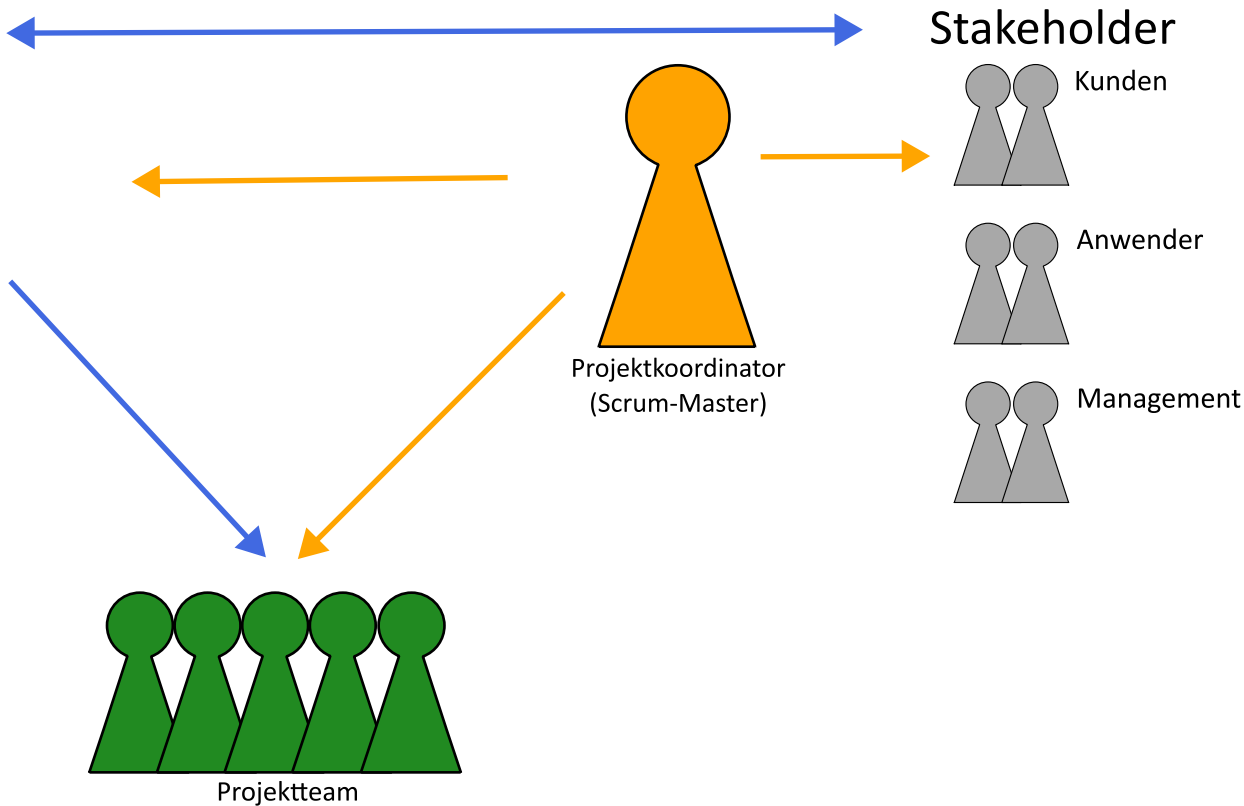 Stakeholder
Kunden
Anwender
Projektkoordinator
(Scrum-Master)
Management
Projektteam